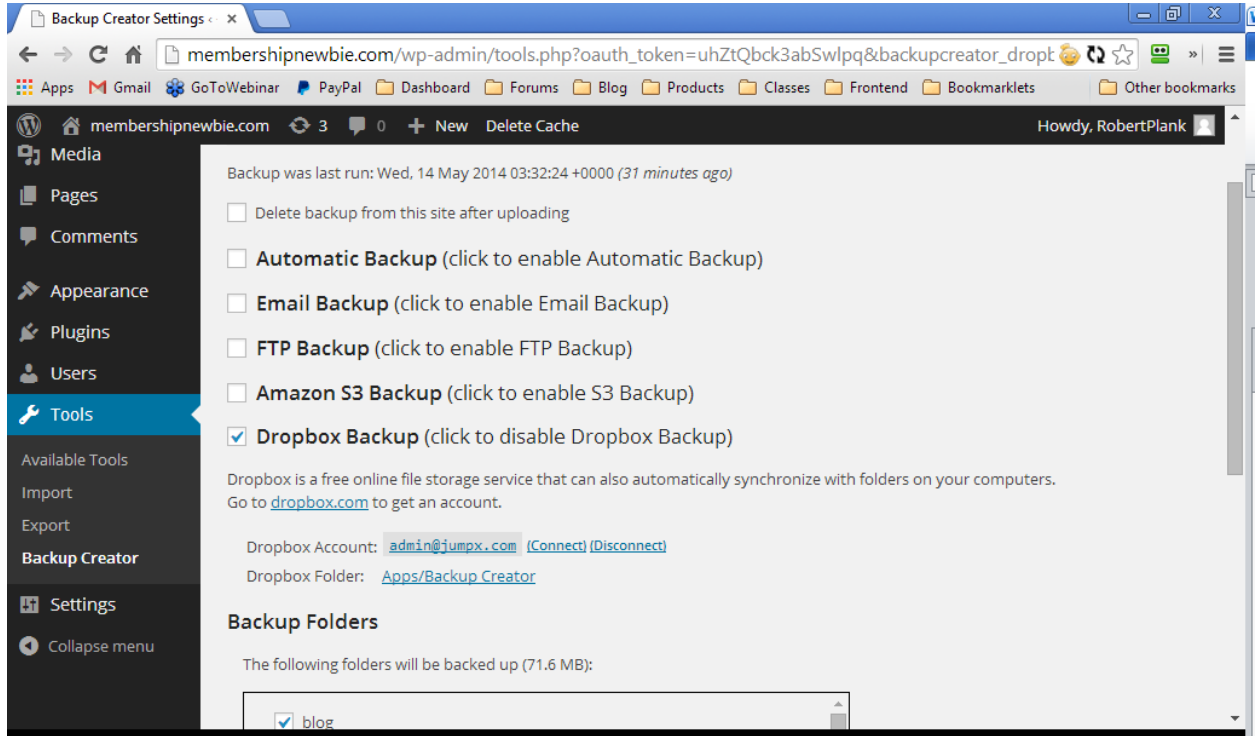 Backup Creator Settings
membershipnewbie.com/wp-admin/tools.php?oauth_token=uhZtQbck3abSwlpq&backupcreator_dropb
Apps Gmail GoToWebinar PayPal Dashboard Forums Blog Products Classes Frontend Bookmarklets Other bookmarks
membershipnewbie.com 3 0 + New Delete Cache Howdy, RobertPlank
Media
Pages
Comments
Appearance
Plugins
Users
Tools
Available Tools
Import
Export
Backup Creator
Settings
Collapse menu
Backup was last run: Wed, 14 May 2014 03:32:24 +0000 (31 minutes ago)
Delete backup from this site after uploading
Automatic Backup (click to enable Automatic Backup)
Email Backup (click to enable Email Backup)
FTP Backup (click to enable FTP Backup)
Amazon S3 Backup (click to enable S3 Backup)
Dropbox Backup (click to disable Dropbox Backup)
Dropbox is a free online file storage service that can also automatically synchronize with folders on your computers.
Go to dropbox.com to get an account.
Dropbox Account: admin@jumpx.com (Connect) (Disconnect)
Dropbox Folder: Apps/Backup Creator
Backup Folders
The following folders will be backed up (71.6 MB):
blog